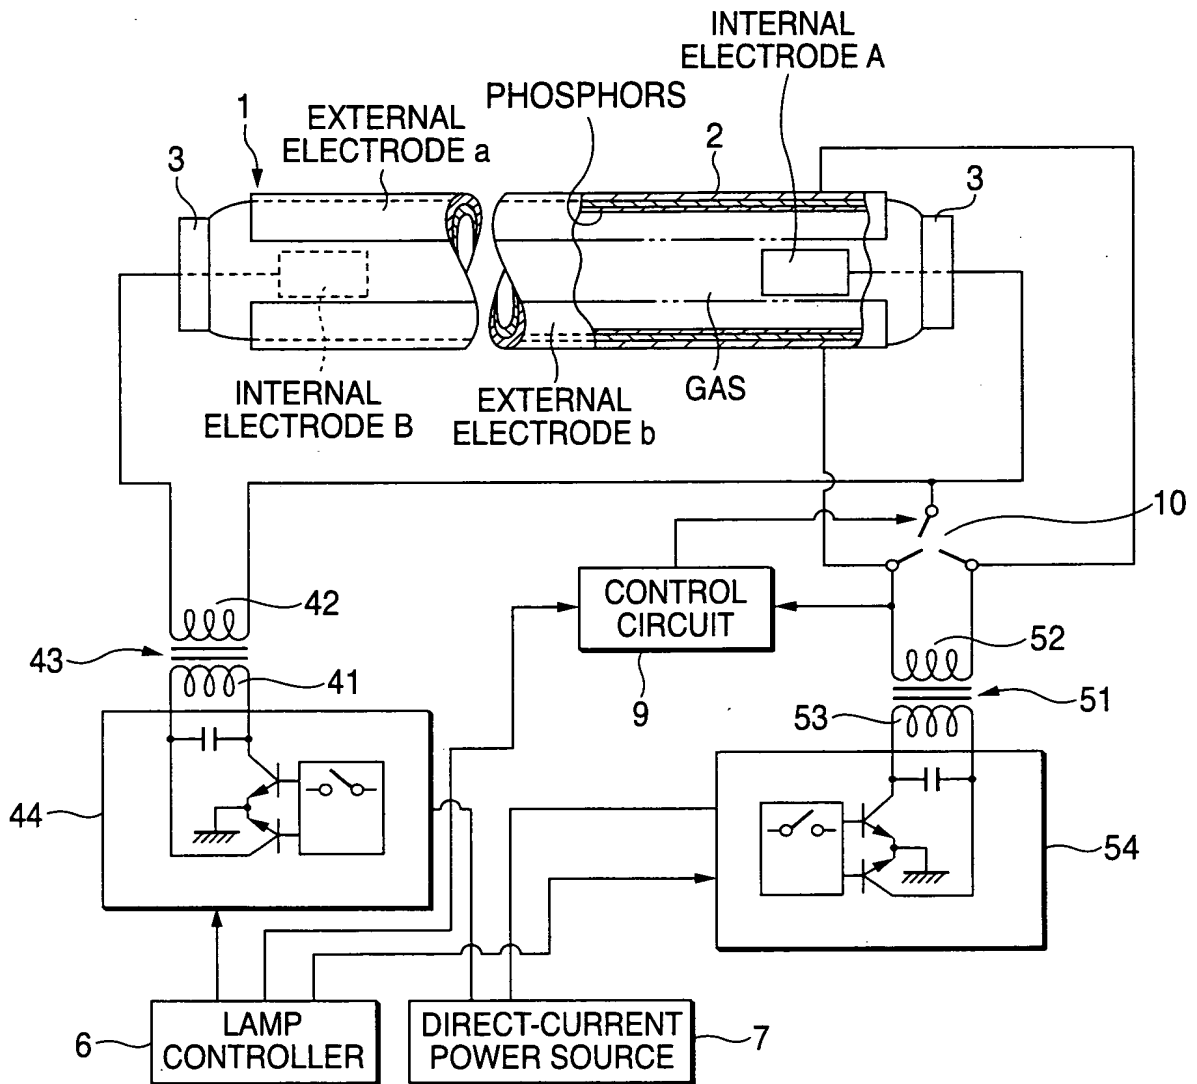 INTERNAL
ELECTRODE A
PHOSPHORS
1
EXTERNAL
ELECTRODE a
2
3
3
INTERNAL
ELECTRODE B
EXTERNAL
ELECTRODE b
GAS
10
42
CONTROL
CIRCUIT
52
43
41
9
53
51
44
54
6
LAMP
CONTROLLER
DIRECT-CURRENT
POWER SOURCE
7